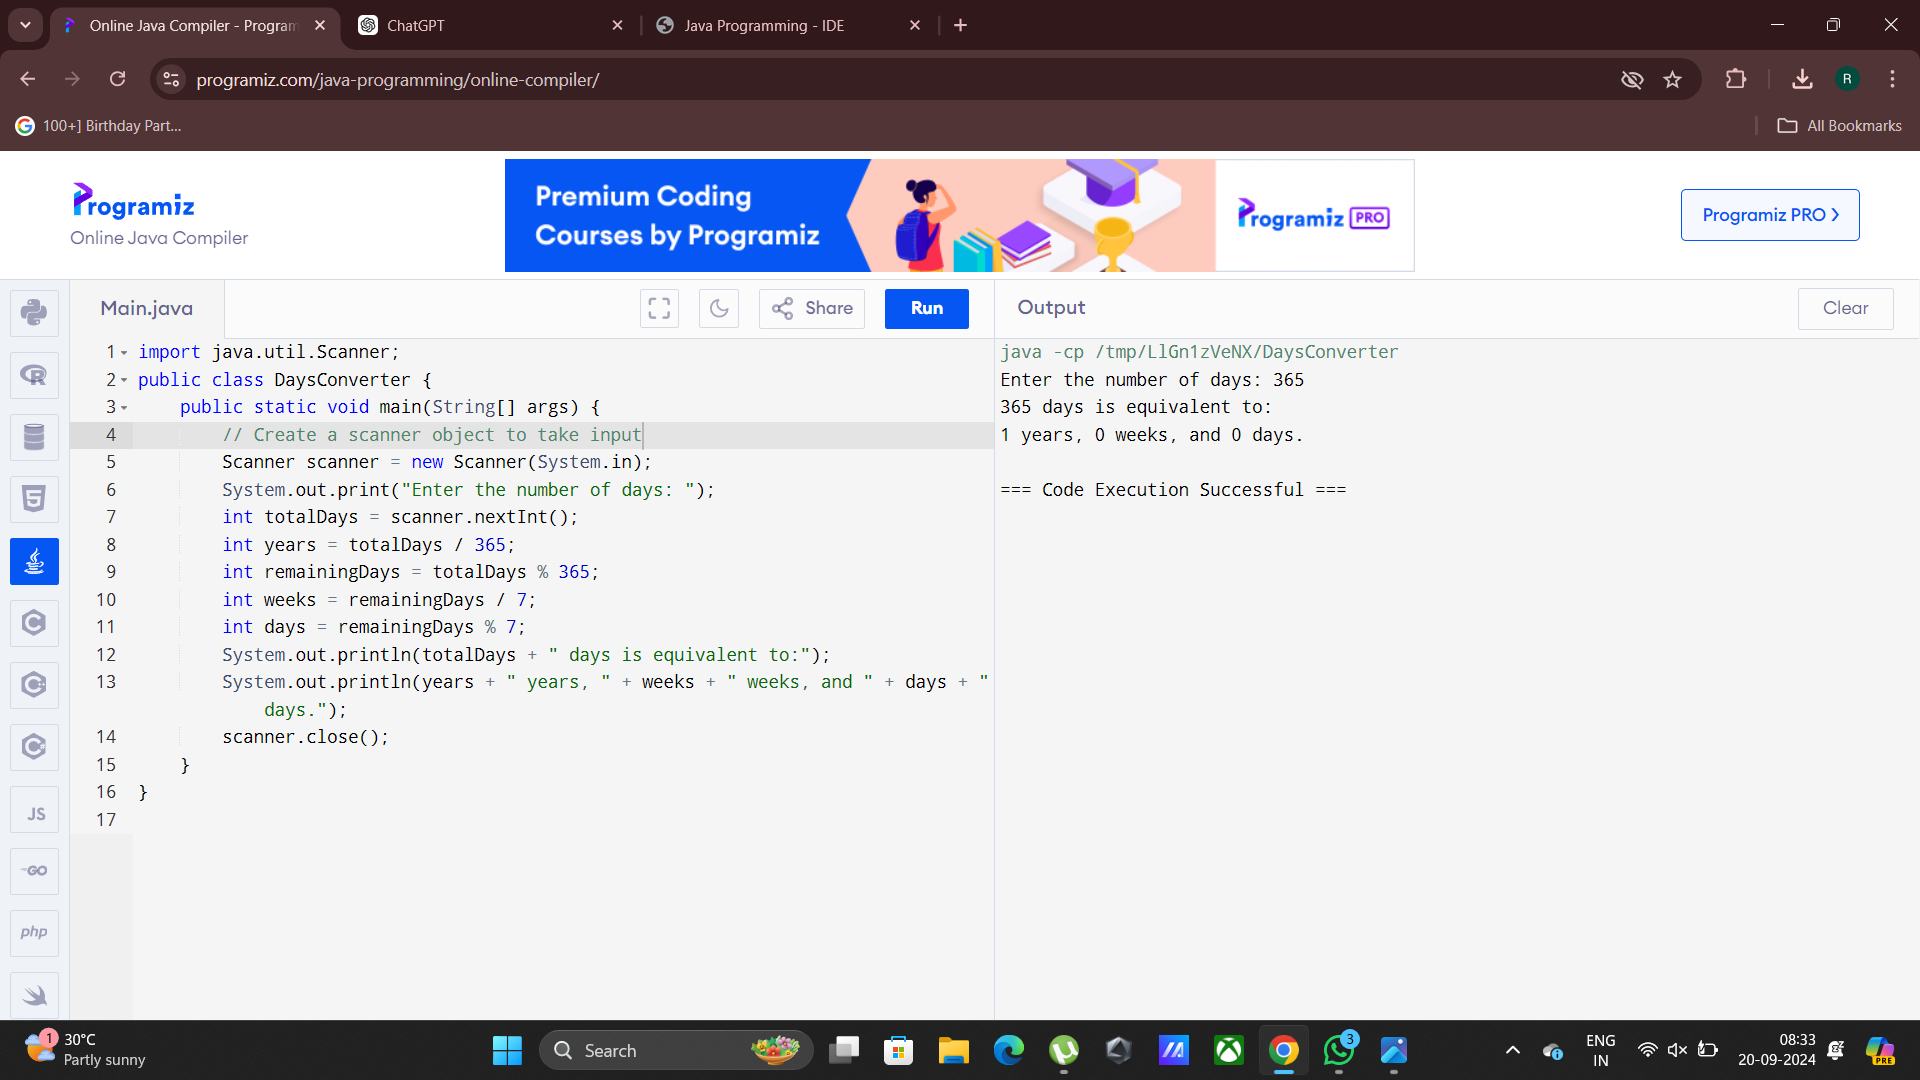 Online Java Compiler - Program
ChatGPT
Java Programming - IDE
programiz.com/java-programming/online-compiler/
R
100+] Birthday Part...
All Bookmarks
Programiz
Online Java Compiler
Premium Coding
Courses by Programiz
Programiz PRO
Programiz PRO
Main.java
Share
Run
Output
Clear
1 import java.util.Scanner;
2 public class DaysConverter {
3 public static void main(String[] args) {
4 // Create a scanner object to take input
5 Scanner scanner = new Scanner(System.in);
6 System.out.print("Enter the number of days: ");
7 int totalDays = scanner.nextInt();
8 int years = totalDays / 365;
9 int remainingDays = totalDays % 365;
10 int weeks = remainingDays / 7;
11 int days = remainingDays % 7;
12 System.out.println(totalDays + " days is equivalent to:");
13 System.out.println(years + " years, " + weeks + " weeks, and " + days + "
days.");
14 scanner.close();
15 }
16 }
17
java -cp /tmp/LlGn1zVeNX/DaysConverter
Enter the number of days: 365
365 days is equivalent to:
1 years, 0 weeks, and 0 days.
=== Code Execution Successful ===
R
5
C
C
C
JS
GO
php
1
30°C
Partly sunny
Search
3
PRE
ENG
IN
08:33
20-09-2024